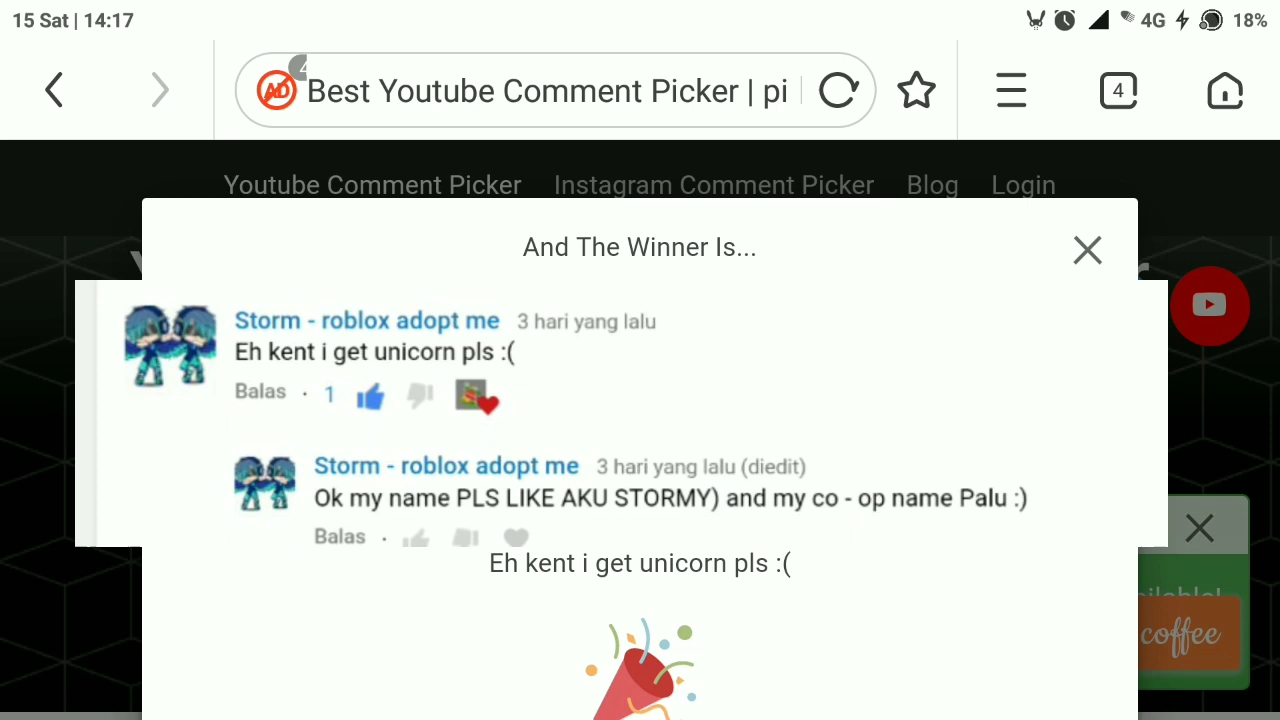 15 Sat | 14:17
4G 18%
AD 4 Best Youtube Comment Picker | pi
4
Youtube Comment Picker Instagram Comment Picker Blog Login
And The Winner Is...
Storm - roblox adopt me 3 hari yang lalu
Eh kent i get unicorn pls :(
Balas · 1
Storm - roblox adopt me 3 hari yang lalu (diedit)
Ok my name PLS LIKE AKU STORMY) and my co - op name Palu :)
Balas ·
Eh kent i get unicorn pls :(
coffee